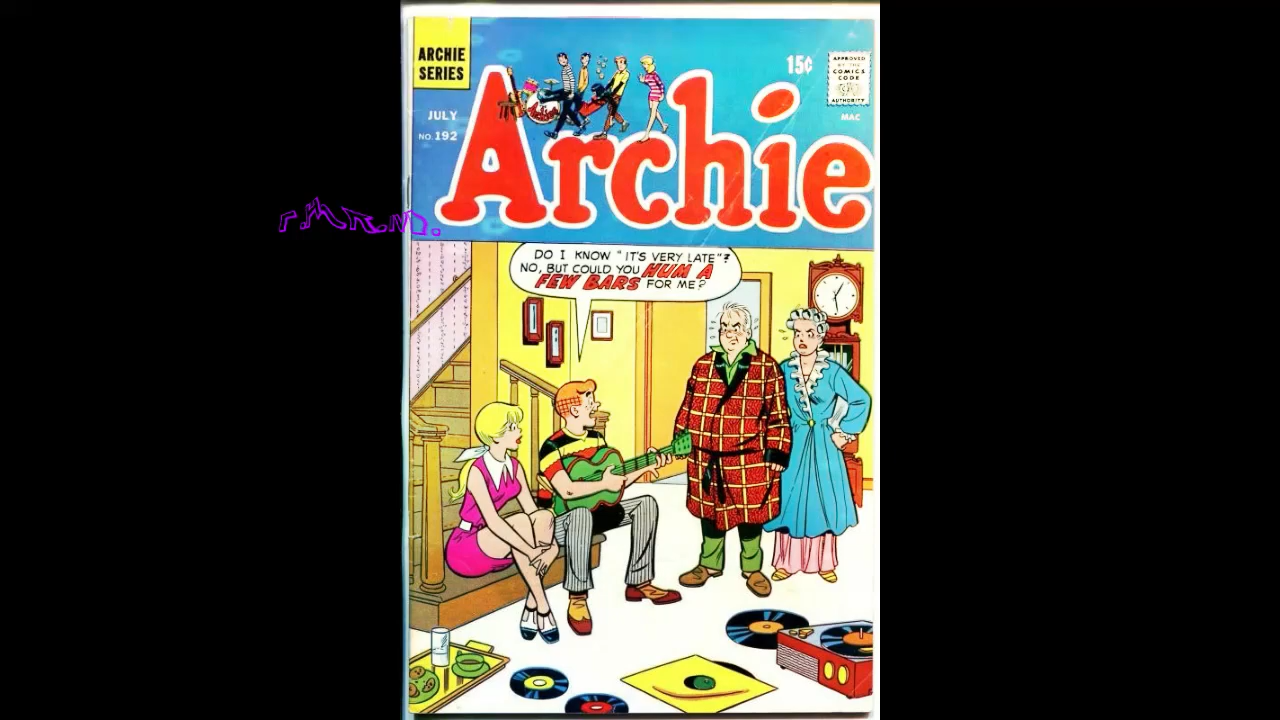 ARCHIE
SERIES
JULY
NO. 192
15¢
APPROVED
BY THE
COMICS
CODE
AUTHORITY
MAC
Archie
DO I KNOW "IT'S VERY LATE"?
NO, BUT COULD YOU HUM A
FEW BARS FOR ME?